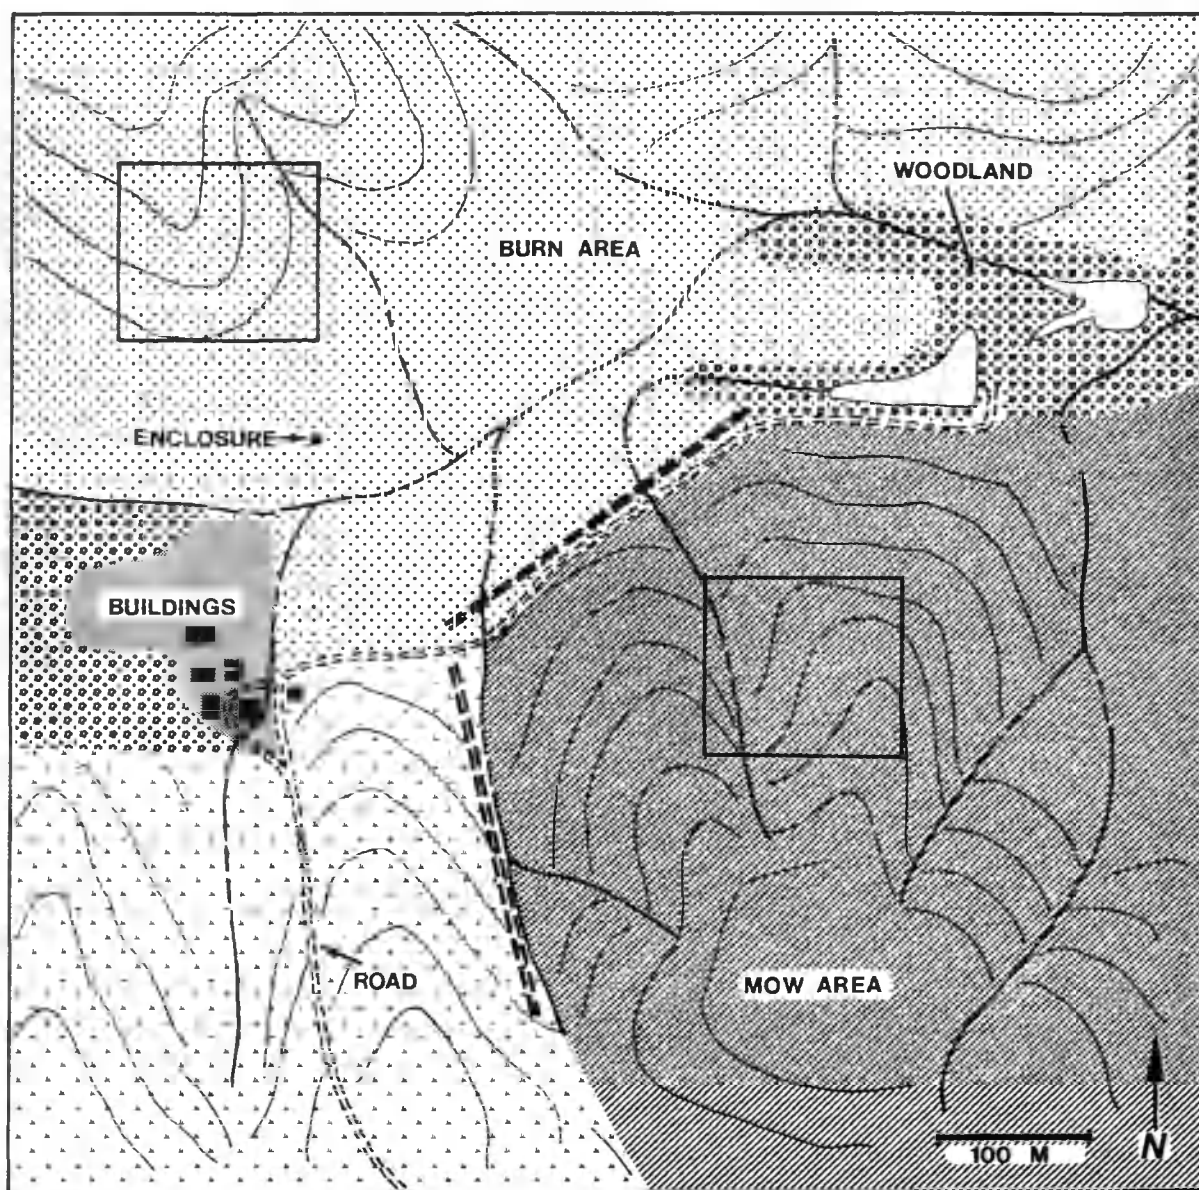 WOODLAND
BURN AREA
ENCLOSURE
BUILDINGS
ROAD
MOW AREA
100 M
N